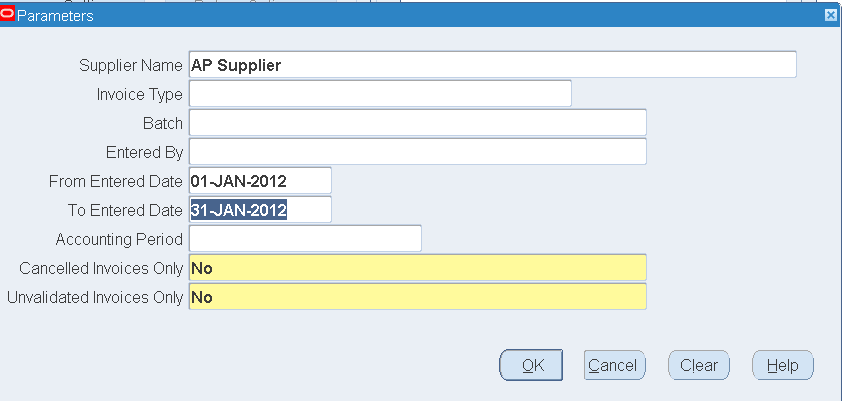 Parameters
Supplier Name AP Supplier
Invoice Type
Batch
Entered By
From Entered Date 01-JAN-2012
To Entered Date 31-JAN-2012
Accounting Period
Cancelled Invoices Only No
Unvalidated Invoices Only No
OK Cancel Clear Help